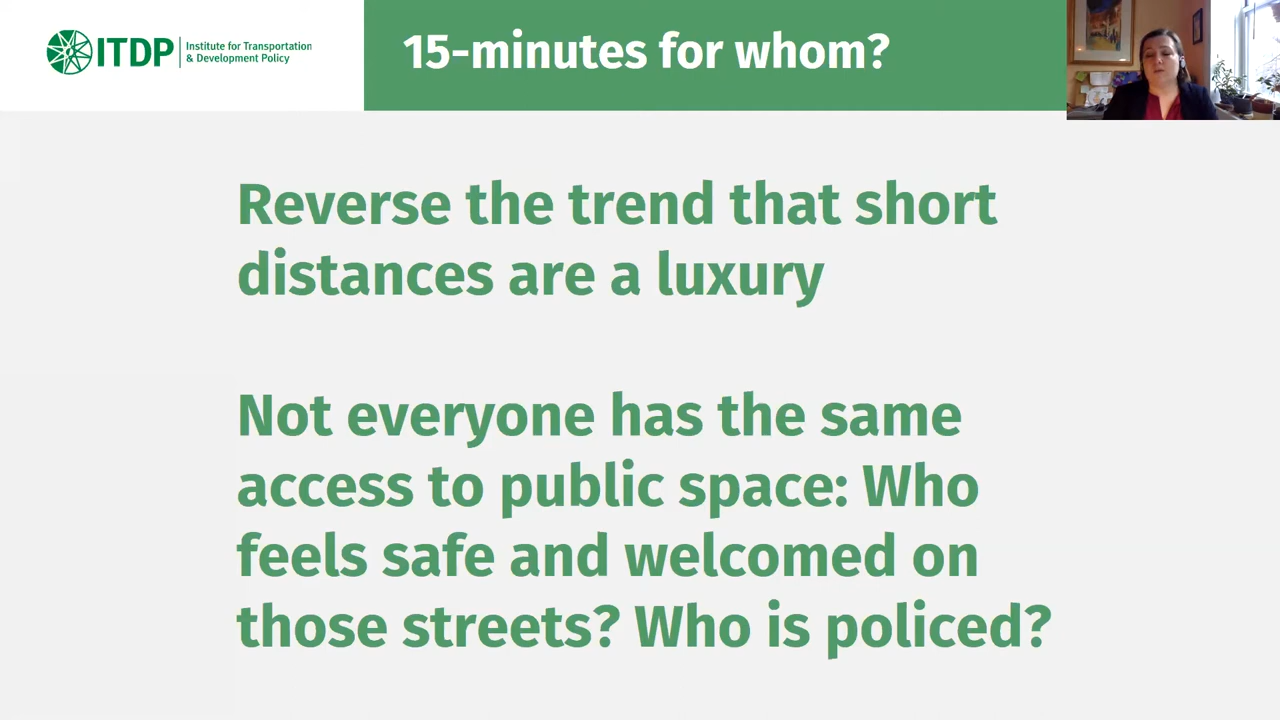 ITDP
Institute for Transportation
& Development Policy
15-minutes for whom?
Reverse the trend that short
distances are a luxury
Not everyone has the same
access to public space: Who
feels safe and welcomed on
those streets? Who is policed?